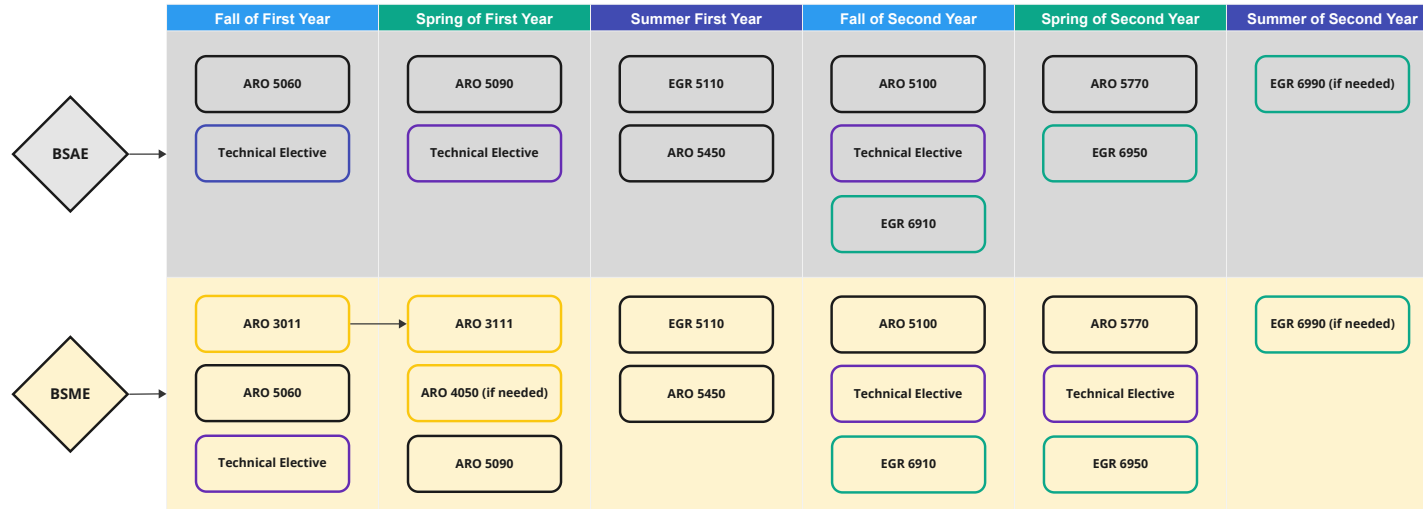 Fall of First Year
Spring of First Year
Summer First Year
Fall of Second Year
Spring of Second Year
Summer of Second Year
BSAE
ARO 5060
Technical Elective
ARO 5090
Technical Elective
EGR 5110
ARO 5450
ARO 5100
Technical Elective
EGR 6910
ARO 5770
EGR 6950
EGR 6990 (if needed)
BSME
ARO 3011
ARO 5060
Technical Elective
ARO 3111
ARO 4050 (if needed)
ARO 5090
EGR 5110
ARO 5450
ARO 5100
Technical Elective
EGR 6910
ARO 5770
Technical Elective
EGR 6950
EGR 6990 (if needed)